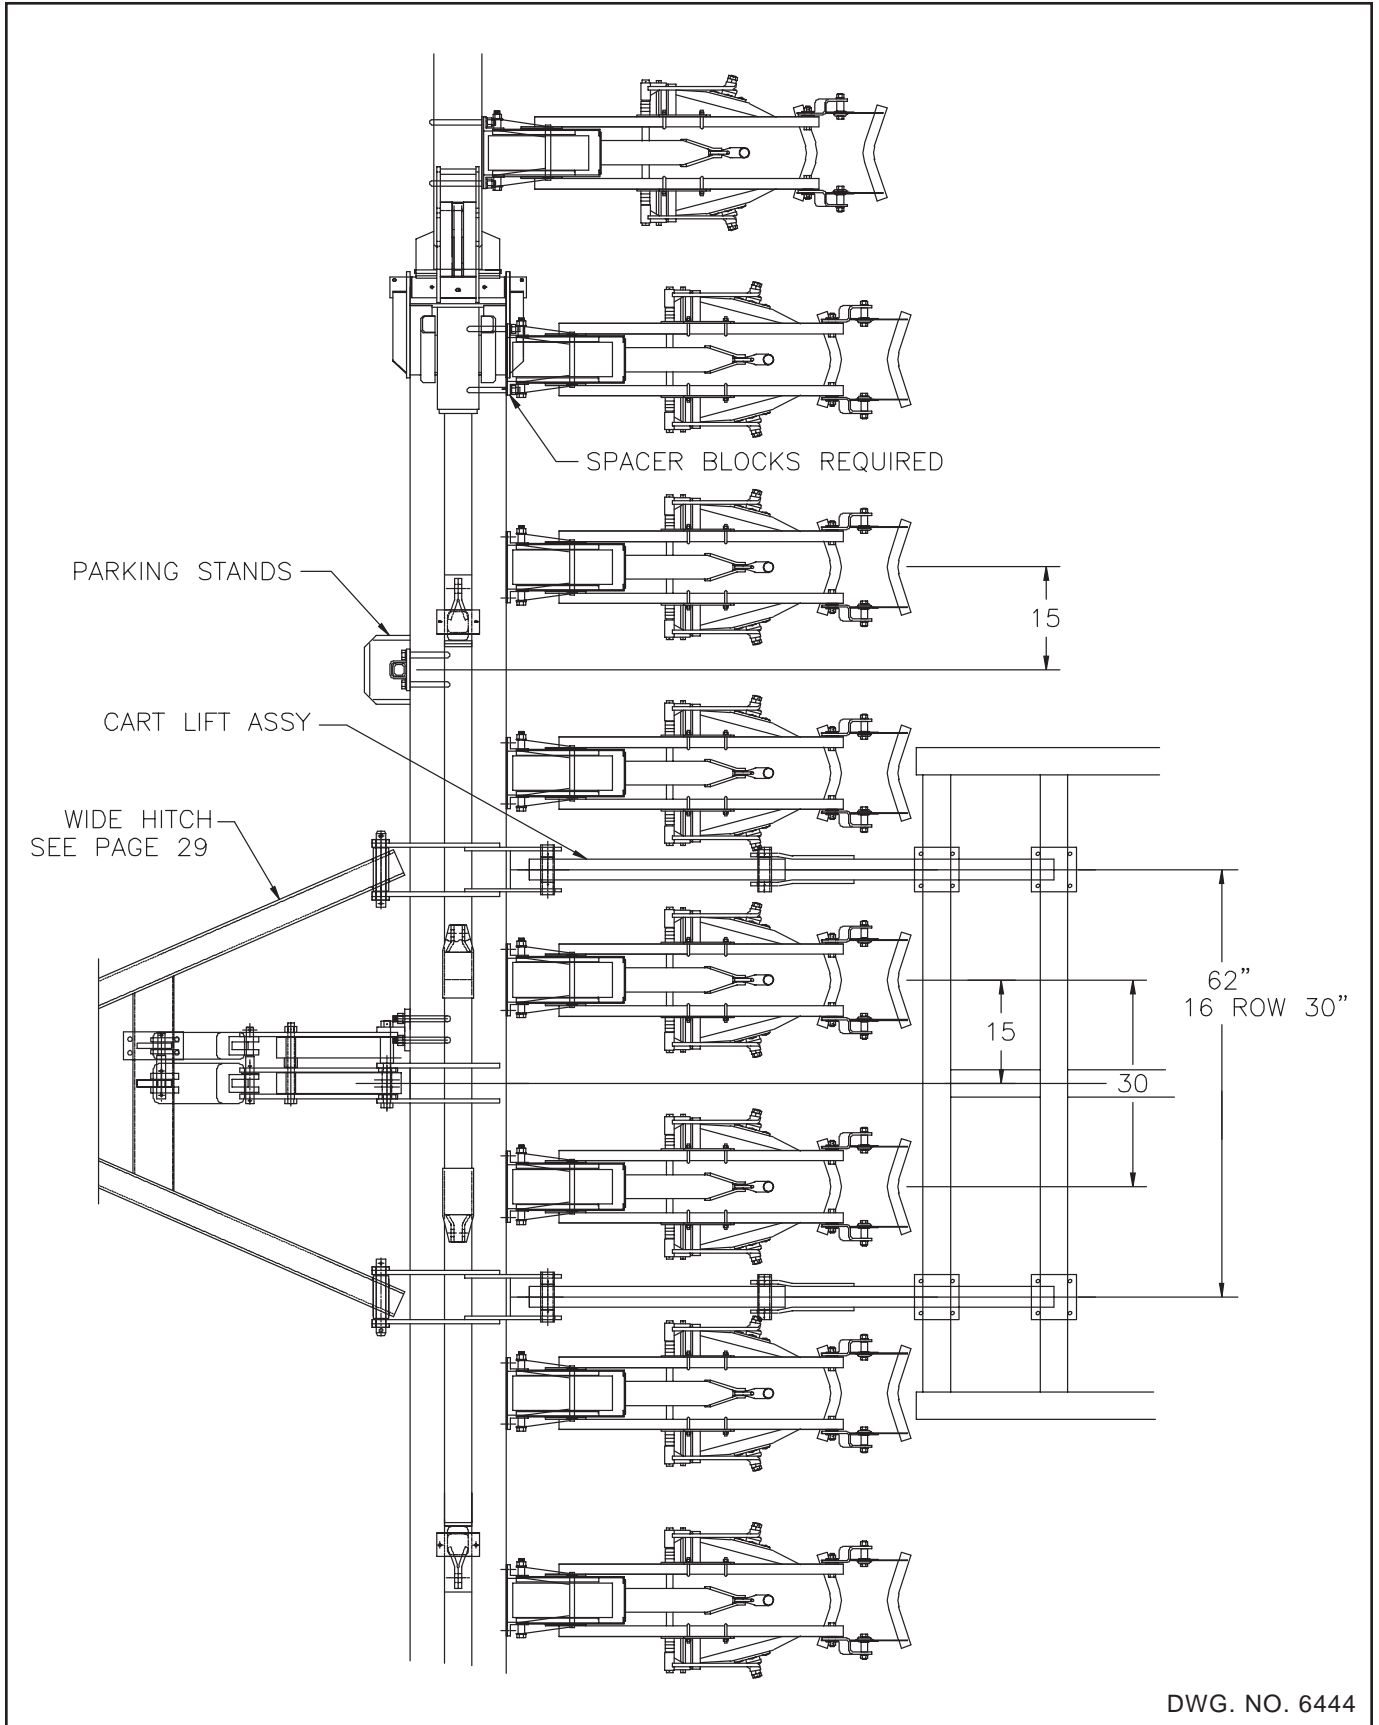 SPACER BLOCKS REQUIRED
PARKING STANDS
15
CART LIFT ASSY
WIDE HITCH
SEE PAGE 29
62”
16 ROW 30”
15
30
DWG. NO. 6444